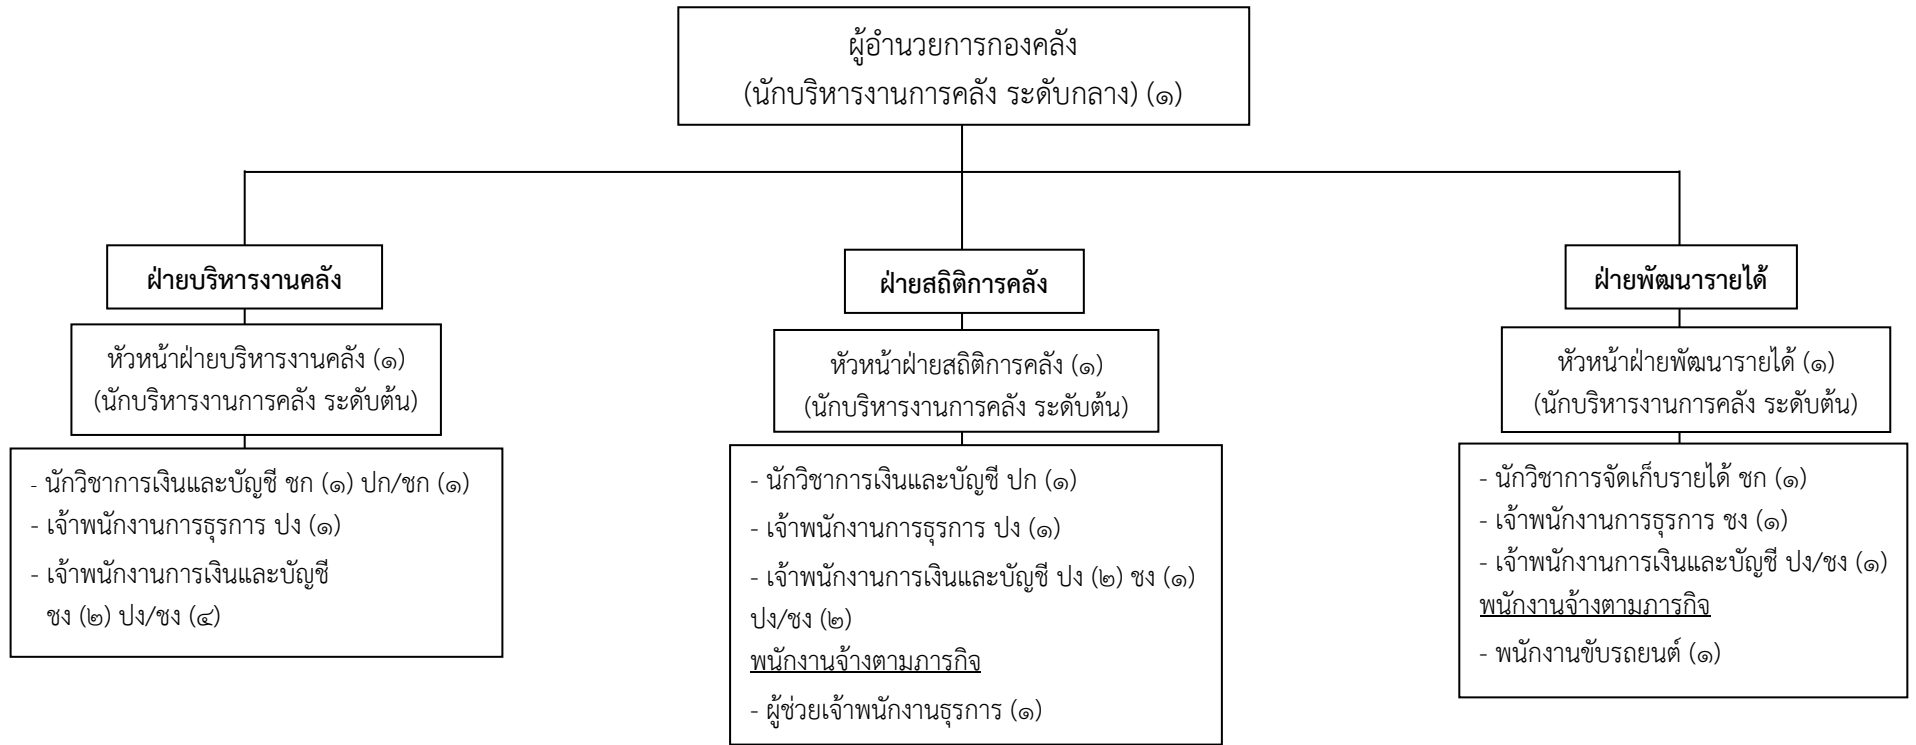 ผู้อำนวยการกองคลัง
(นักบริหารงานการคลัง ระดับกลาง) (๑)
ฝ่ายบริหารงานคลัง
หัวหน้าฝ่ายบริหารงานคลัง (๑)
(นักบริหารงานการคลัง ระดับต้น)
- นักวิชาการเงินและบัญชี ชก (๑) ปก/ชก (๑)
- เจ้าพนักงานการธุรการ ปง (๑)
- เจ้าพนักงานการเงินและบัญชี
ชง (๒) ปง/ชง (๔)
ฝ่ายสถิติการคลัง
หัวหน้าฝ่ายสถิติการคลัง (๑)
(นักบริหารงานการคลัง ระดับต้น)
- นักวิชาการเงินและบัญชี ปก (๑)
- เจ้าพนักงานการธุรการ ปง (๑)
- เจ้าพนักงานการเงินและบัญชี ปง (๒) ชง (๑)
ปง/ชง (๒)
พนักงานจ้างตามภารกิจ
- ผู้ช่วยเจ้าพนักงานธุรการ (๑)
ฝ่ายพัฒนารายได้
หัวหน้าฝ่ายพัฒนารายได้ (๑)
(นักบริหารงานการคลัง ระดับต้น)
- นักวิชาการจัดเก็บรายได้ ชก (๑)
- เจ้าพนักงานการธุรการ ชง (๑)
- เจ้าพนักงานการเงินและบัญชี ปง/ชง (๑)
พนักงานจ้างตามภารกิจ
- พนักงานขับรถยนต์ (๑)